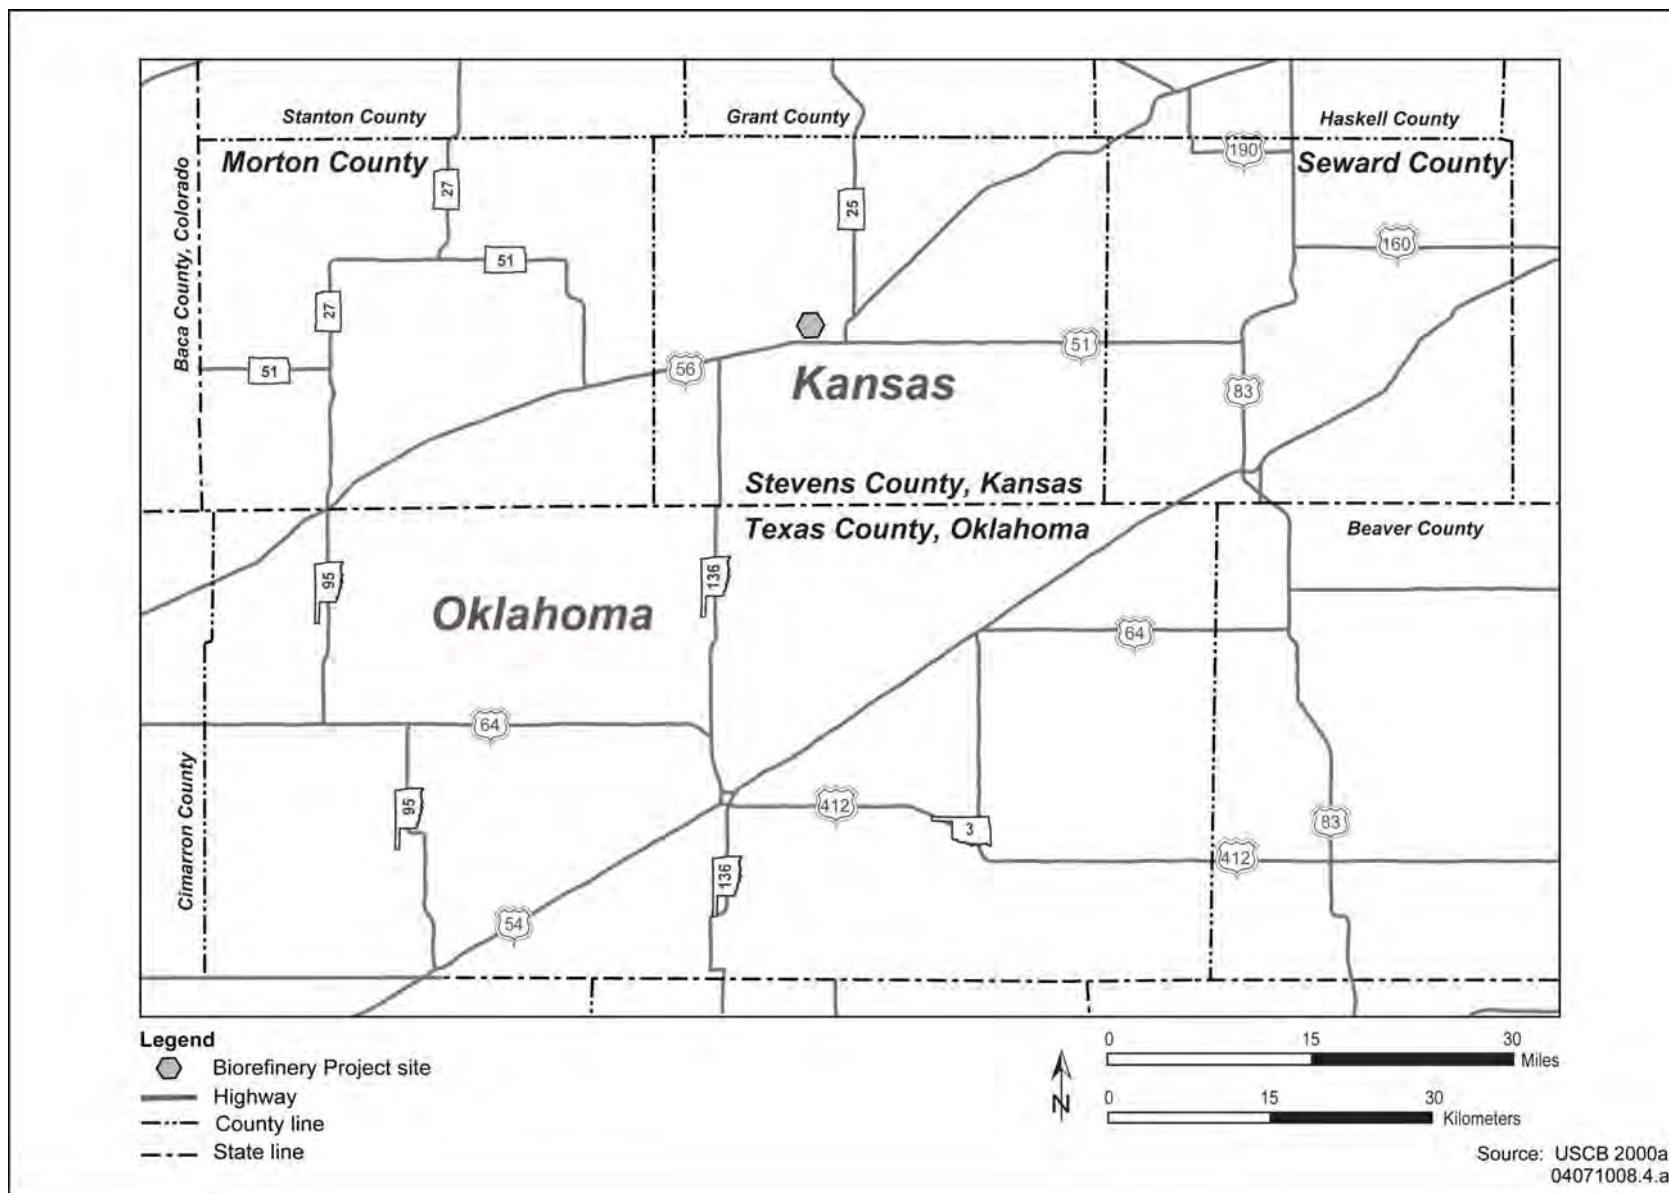 Stanton County
Grant County
Haskell County
Morton County
190
Seward County
27
25
Baca County, Colorado
160
51
27
51
56
51
83
Kansas
Stevens County, Kansas
Texas County, Oklahoma
Beaver County
95
136
Oklahoma
64
64
Cimarron County
95
412
3
83
136
412
54
Legend
Biorefinery Project site
Highway
County line
State line
N
0 15 30
Miles
0 15 30
Kilometers
Source: USCB 2000a
04071008.4.a